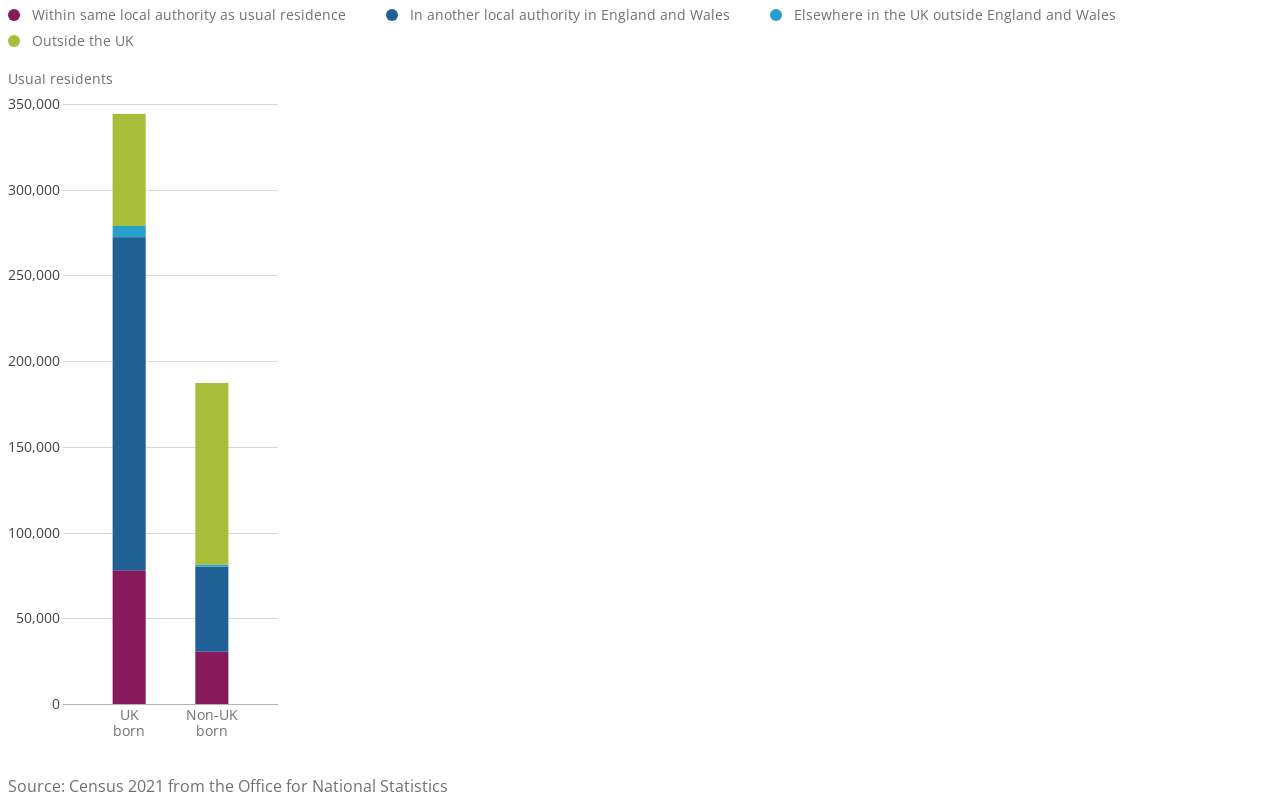 Within same local authority as usual residence
In another local authority in England and Wales
Elsewhere in the UK outside England and Wales
Outside the UK
Usual residents
350,000
300,000
250,000
200,000
150,000
100,000
50,000
0
UK
born
Non-UK
born
Source: Census 2021 from the Office for National Statistics